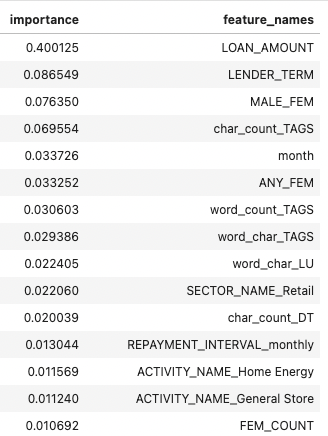 importance feature_names
0.400125 LOAN_AMOUNT
0.086549 LENDER_TERM
0.076350 MALE_FEM
0.069554 char_count_TAGS
0.033726 month
0.033252 ANY_FEM
0.030603 word_count_TAGS
0.029386 word_char_TAGS
0.022405 word_char_LU
0.022060 SECTOR_NAME_Retail
0.020039 char_count_DT
0.013044 REPAYMENT_INTERVAL_monthly
0.011569 ACTIVITY_NAME_Home Energy
0.011240 ACTIVITY_NAME_General Store
0.010692 FEM_COUNT